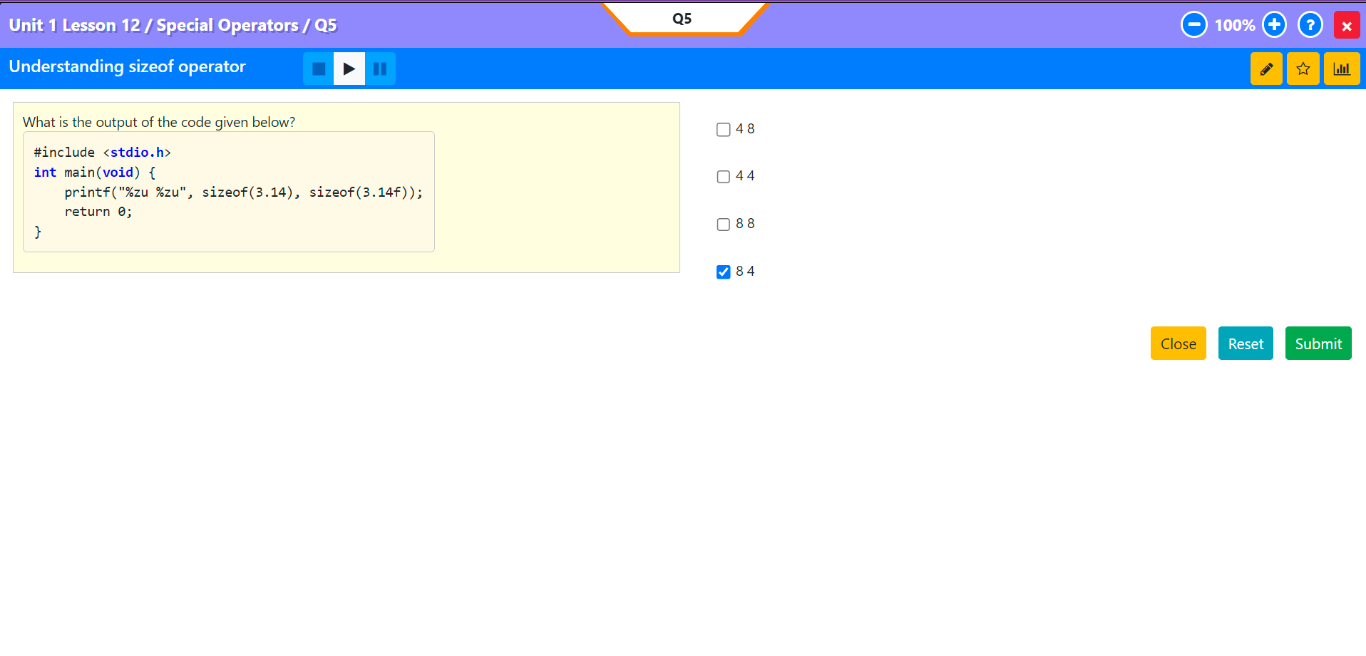 Unit 1 Lesson 12 / Special Operators / Q5
Q5
100%
Understanding sizeof operator
What is the output of the code given below?
#include <stdio.h>
int main(void) {
    printf("%zu %zu", sizeof(3.14), sizeof(3.14f));
    return 0;
}
4 8
4 4
8 8
8 4
Close
Reset
Submit